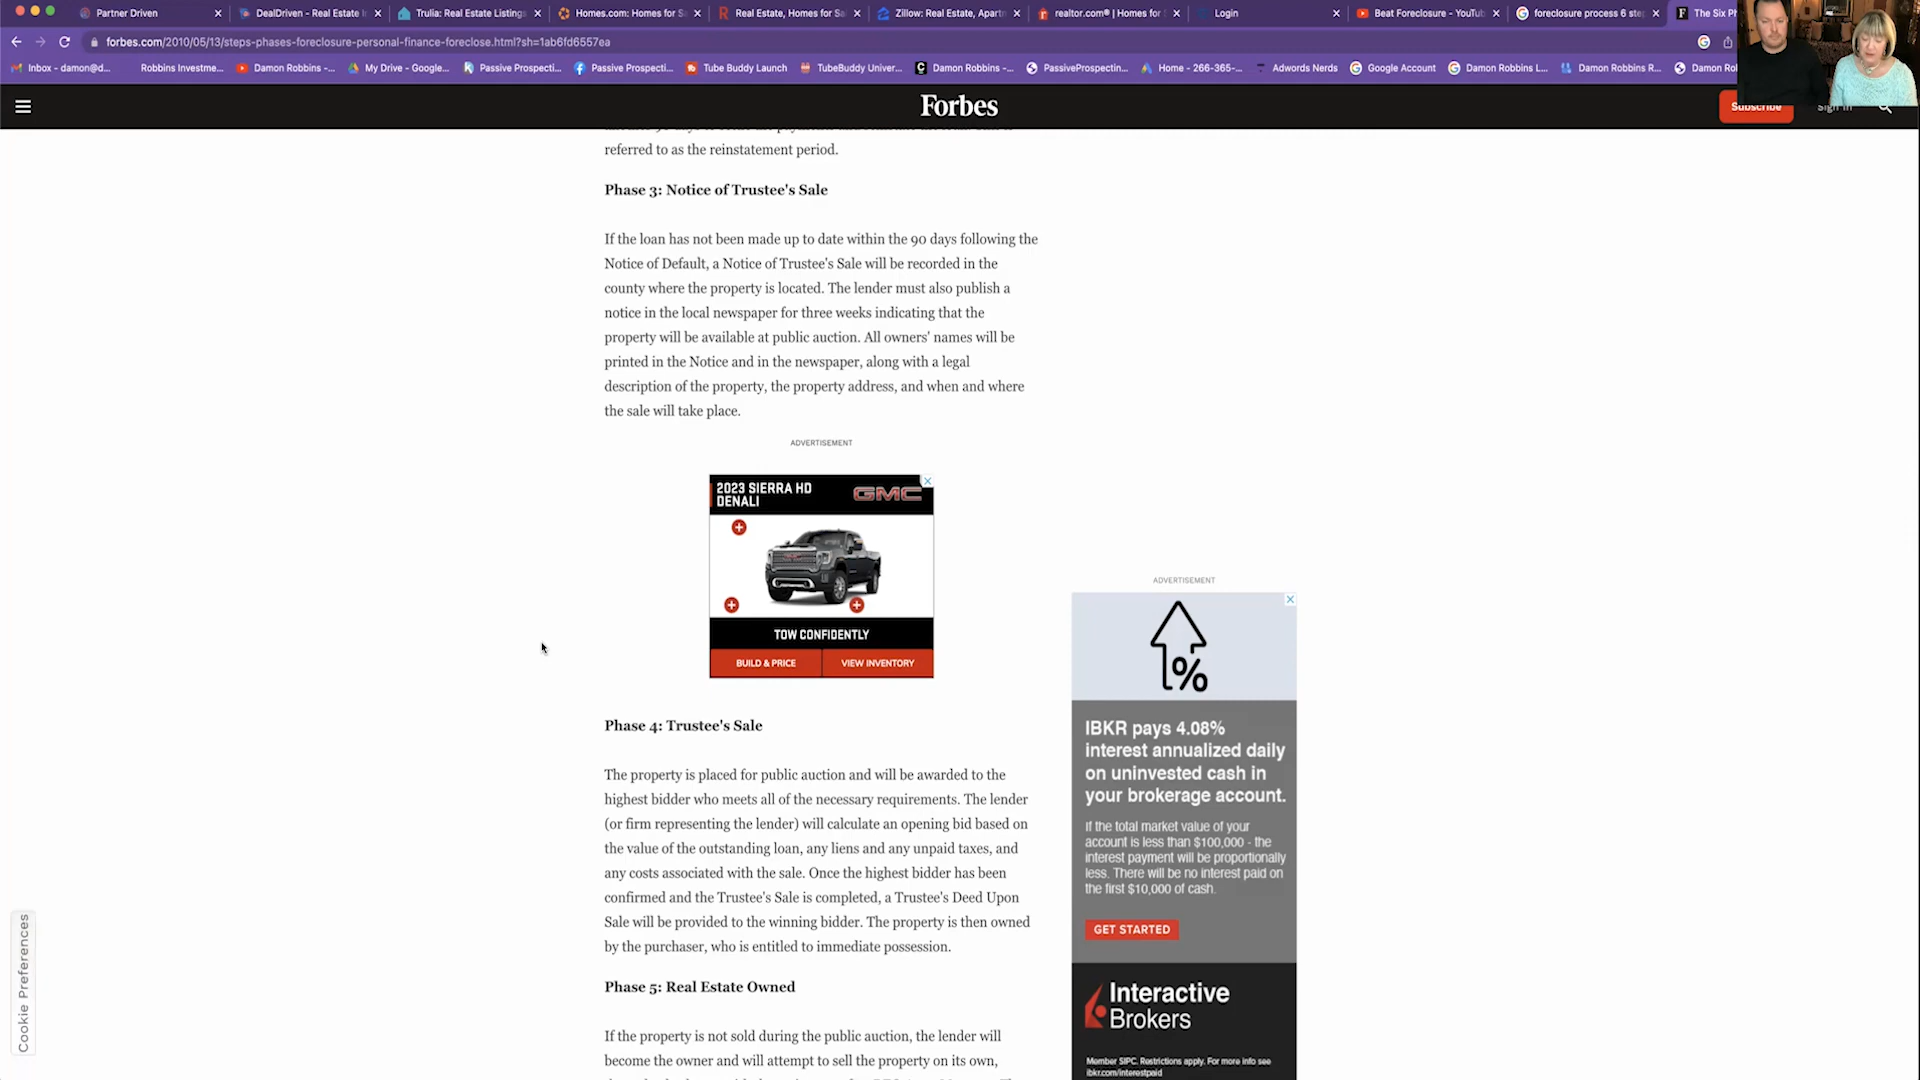 Partner Driven
DealDriven - Real Estate I
Trulia: Real Estate Listings
Homes.com: Homes for S
Real Estate, Homes for Sa
Zillow: Real Estate, Apart
realtor.com® | Homes for
Login
Beat Foreclosure - YouTub
foreclosure process 6 ste
The Six Ph
forbes.com/2010/05/13/steps-phases-foreclosure-personal-finance-foreclose.html?sh=1ab6fd6557ea
Inbox - damon@d...
Robbins Investme...
Damon Robbins -...
My Drive - Google...
Passive Prospecti...
Passive Prospecti...
Tube Buddy Launch
TubeBuddy Univer...
Damon Robbins -...
PassiveProspectin...
Home - 266-365-...
Adwords Nerds
Google Account
Damon Robbins L...
Damon Robbins R...
Damon Ro
Forbes
Subscribe
Sign In
referred to as the reinstatement period.
Phase 3: Notice of Trustee's Sale
If the loan has not been made up to date within the 90 days following the
Notice of Default, a Notice of Trustee's Sale will be recorded in the
county where the property is located. The lender must also publish a
notice in the local newspaper for three weeks indicating that the
property will be available at public auction. All owners' names will be
printed in the Notice and in the newspaper, along with a legal
description of the property, the property address, and when and where
the sale will take place.
ADVERTISEMENT
2023 SIERRA HD
DENALI
GMC
TOW CONFIDENTLY
BUILD & PRICE
VIEW INVENTORY
Phase 4: Trustee's Sale
The property is placed for public auction and will be awarded to the
highest bidder who meets all of the necessary requirements. The lender
(or firm representing the lender) will calculate an opening bid based on
the value of the outstanding loan, any liens and any unpaid taxes, and
any costs associated with the sale. Once the highest bidder has been
confirmed and the Trustee's Sale is completed, a Trustee's Deed Upon
Sale will be provided to the winning bidder. The property is then owned
by the purchaser, who is entitled to immediate possession.
Phase 5: Real Estate Owned
If the property is not sold during the public auction, the lender will
become the owner and will attempt to sell the property on its own,
ADVERTISEMENT
%
IBKR pays 4.08%
interest annualized daily
on uninvested cash in
your brokerage account.
If the total market value of your
account is less than $100,000 - the
interest payment will be proportionally
less. There will be no interest paid on
the first $10,000 of cash.
GET STARTED
Interactive
Brokers
Member SIPC. Restrictions apply. For more info see
ibkr.com/interestpaid
Cookie Preferences